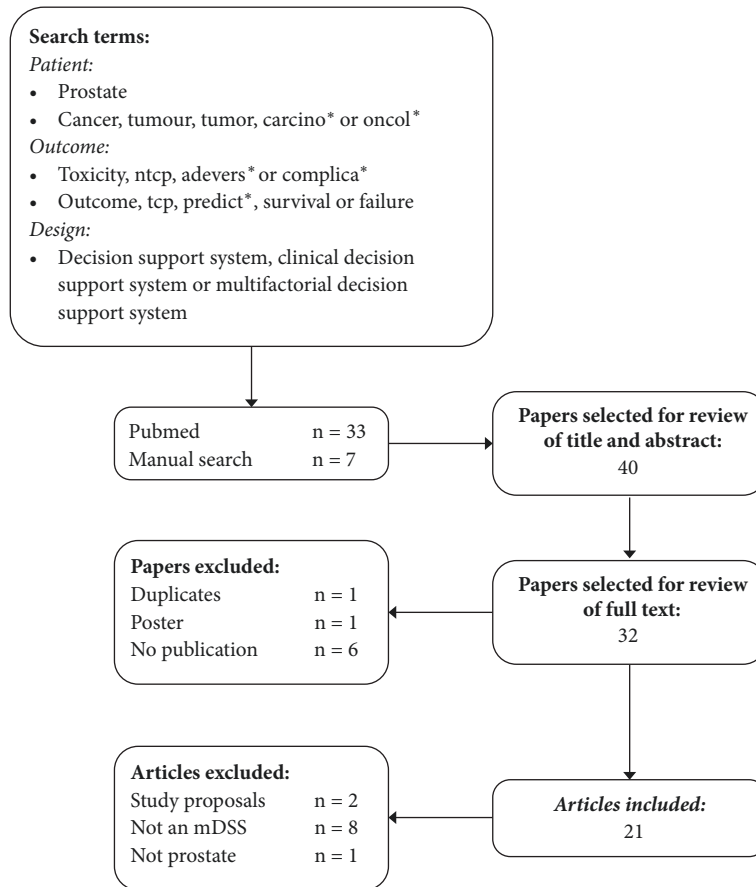 Search terms:
Patient:
• Prostate
• Cancer, tumour, tumor, carcino* or oncol*
Outcome:
• Toxicity, ntcp, adevers* or complica*
• Outcome, tcp, predict*, survival or failure
Design:
• Decision support system, clinical decision
support system or multifactorial decision
support system
Pubmed n = 33
Manual search n = 7
Papers selected for review
of title and abstract:
40
Papers excluded:
Duplicates n = 1
Poster n = 1
No publication n = 6
Papers selected for review
of full text:
32
Articles excluded:
Study proposals n = 2
Not an mDSS n = 8
Not prostate n = 1
Articles included:
21